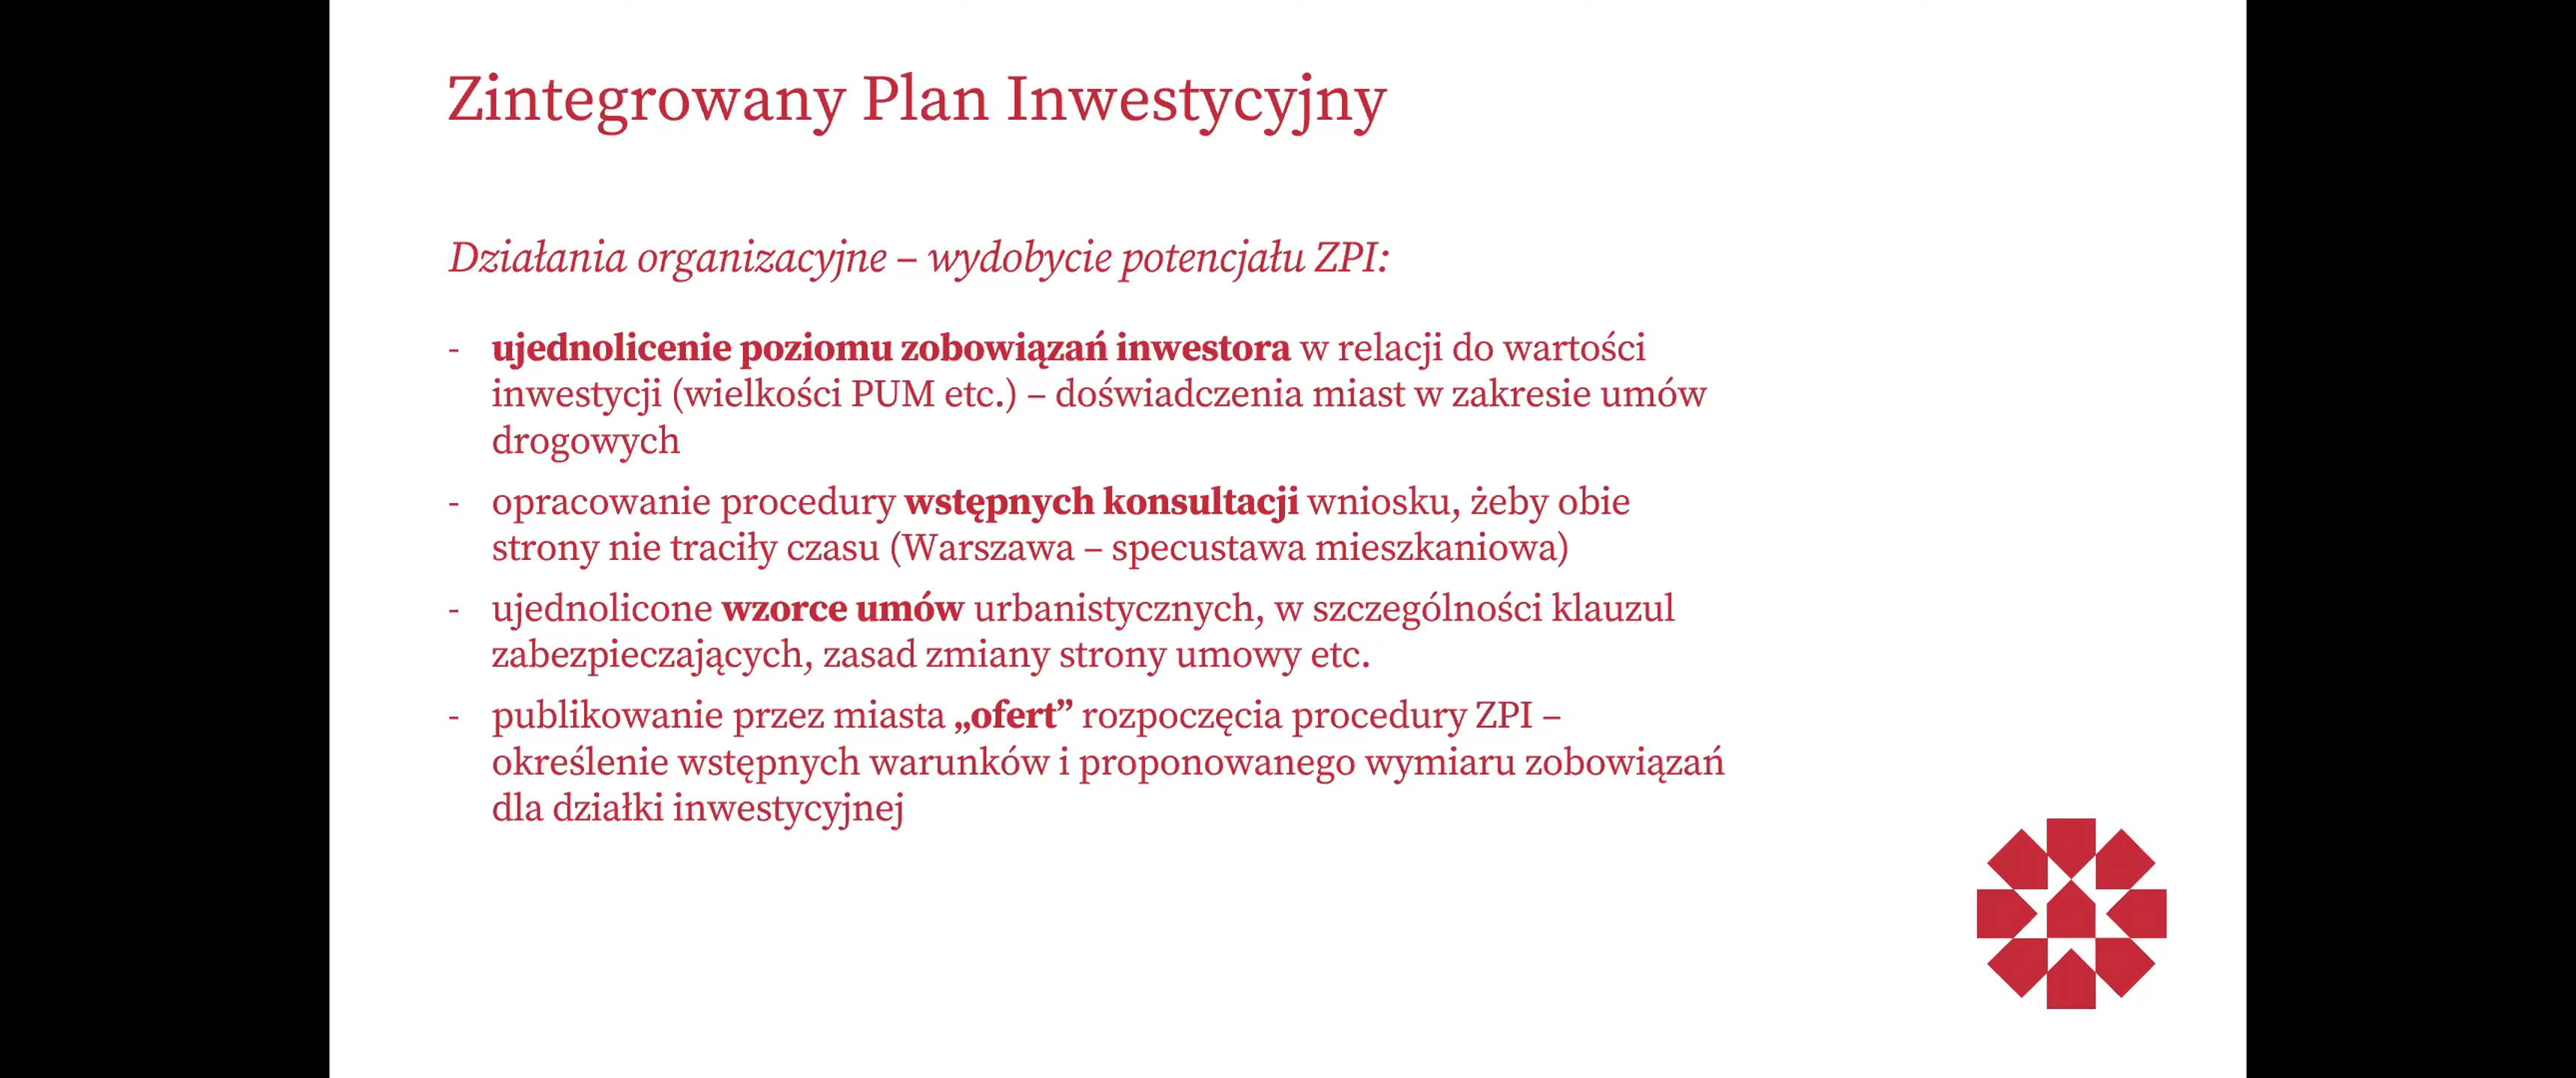 Zintegrowany Plan Inwestycyjny
Działania organizacyjne – wydobycie potencjału ZPI:
- ujednolicenie poziomu zobowiązań inwestora w relacji do wartości
inwestycji (wielkości PUM etc.) – doświadczenia miast w zakresie umów
drogowych
- opracowanie procedury wstępnych konsultacji wniosku, żeby obie
strony nie traciły czasu (Warszawa – specustawa mieszkaniowa)
- ujednolicone wzorce umów urbanistycznych, w szczególności klauzul
zabezpieczających, zasad zmiany strony umowy etc.
- publikowanie przez miasta „ofert” rozpoczęcia procedury ZPI –
określenie wstępnych warunków i proponowanego wymiaru zobowiązań
dla działki inwestycyjnej